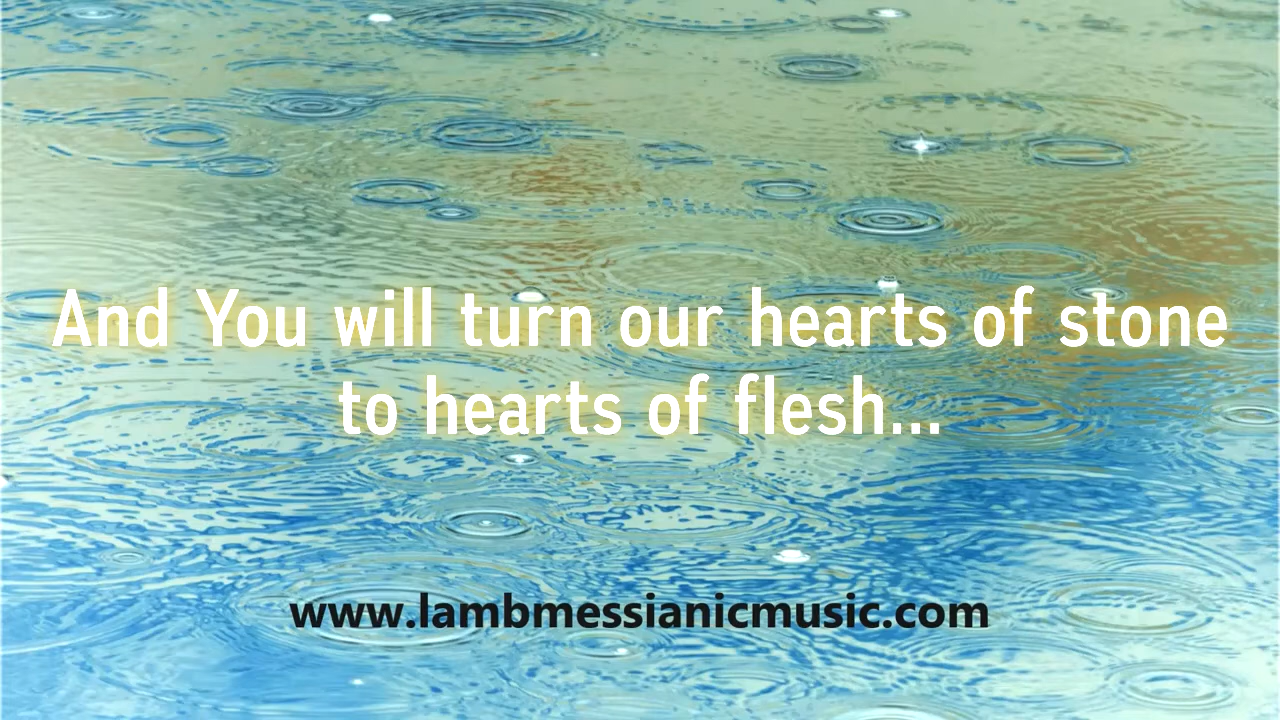 And You will turn our hearts of stone
to hearts of flesh...
www.lambmessianicmusic.com